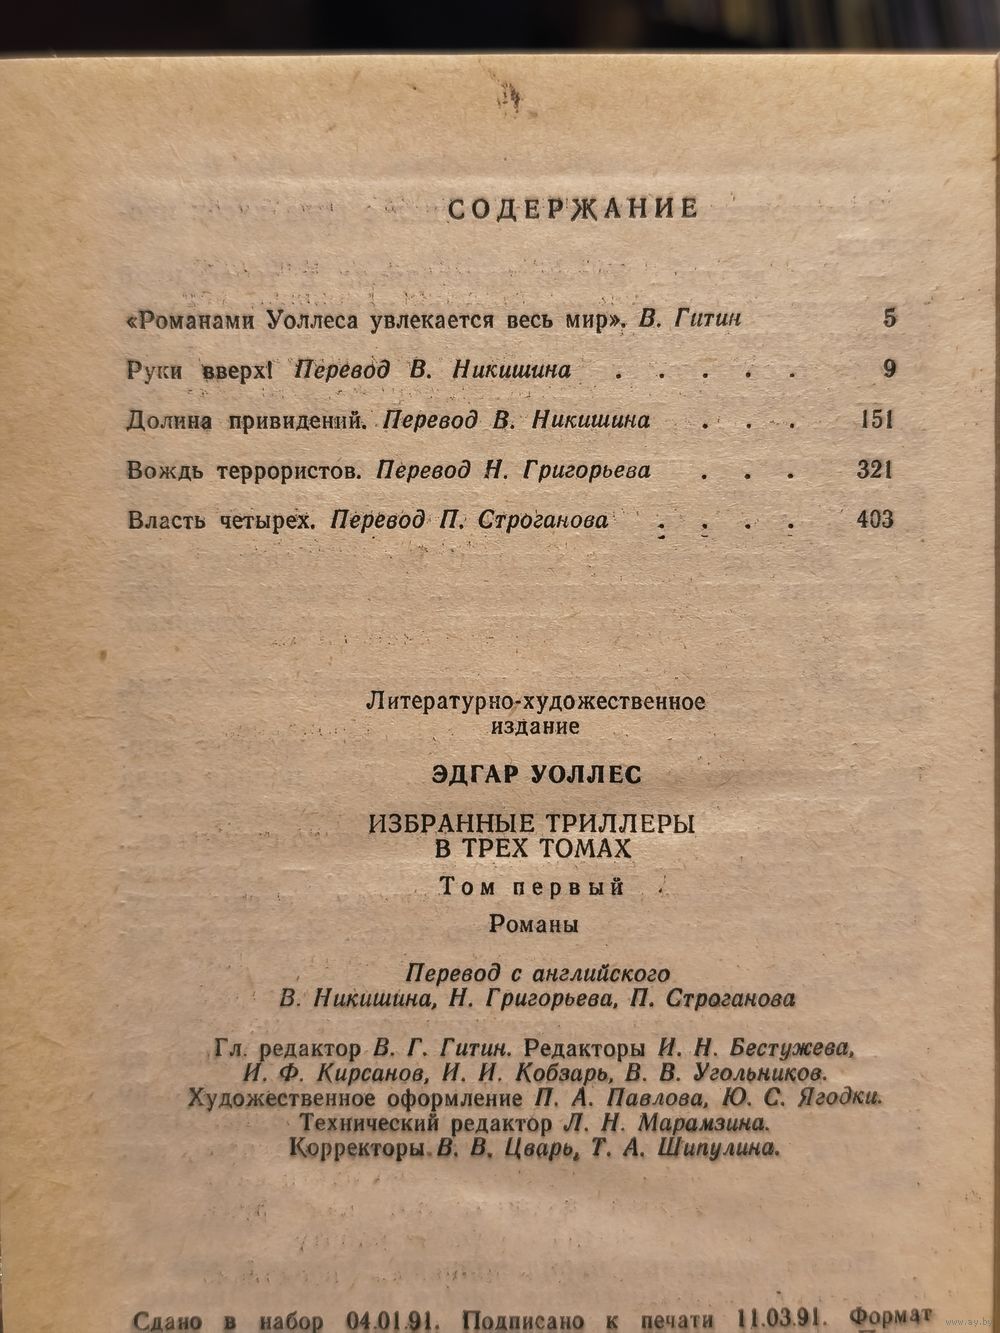 СОДЕРЖАНИЕ
«Романами Уоллеса увлекается весь мир». В. Гитин 5
Руки вверх! Перевод В. Никишина . . . . . 9
Долина привидений. Перевод В. Никишина . . . 151
Вождь террористов. Перевод Н. Григорьева . . . 321
Власть четырех. Перевод П. Строганова . . . . 403
Литературно-художественное
издание
ЭДГАР УОЛЛЕС
ИЗБРАННЫЕ ТРИЛЛЕРЫ
В ТРЕХ ТОМАХ
Том первый
Романы
Перевод с английского
В. Никишина, Н. Григорьева, П. Строганова
Гл. редактор В. Г. Гитин. Редакторы И. Н. Бестужева,
И. Ф. Кирсанов, И. И. Кобзарь, В. В. Угольников.
Художественное оформление П. А. Павлова, Ю. С. Ягодки.
Технический редактор Л. Н. Марамзина.
Корректоры В. В. Цварь, Т. А. Шипулина.
Сдано в набор 04.01.91. Подписано к печати 11.03.91. Формат
www.ay.by